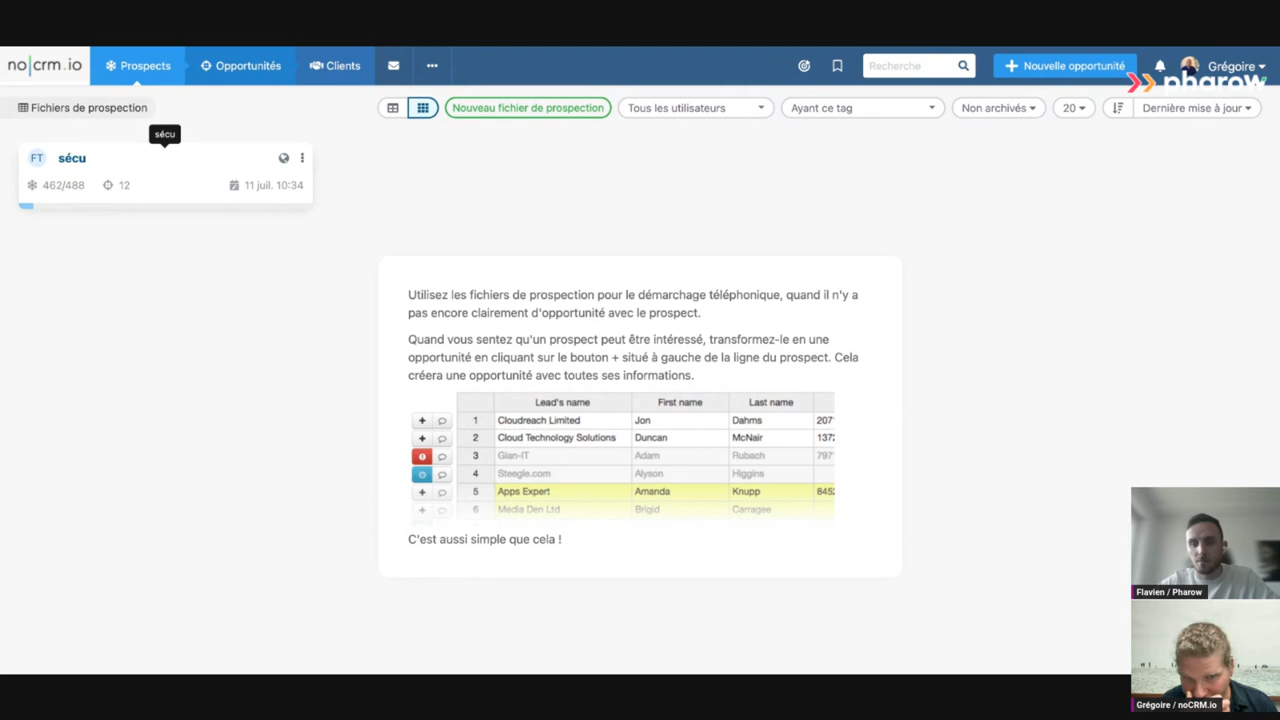 no|crm.io
Prospects
Opportunités
Clients
Recherche
Nouvelle opportunité
Grégoire
pharow
Fichiers de prospection
Nouveau fichier de prospection
Tous les utilisateurs
Ayant ce tag
Non archivés
20
Dernière mise à jour
sécu
FT sécu
462/488 12 11 juil. 10:34
Utilisez les fichiers de prospection pour le démarchage téléphonique, quand il n'y a
pas encore clairement d'opportunité avec le prospect.
Quand vous sentez qu'un prospect peut être intéressé, transformez-le en une
opportunité en cliquant sur le bouton + situé à gauche de la ligne du prospect. Cela
créera une opportunité avec toutes ses informations.
Lead's name First name Last name
1 Cloudreach Limited Jon Dahms 207
2 Cloud Technology Solutions Duncan McNair 137
3 Gian-IT Adam Rubach 797
4 Steegle.com Alyson Higgins
5 Apps Expert Amanda Knupp 845
6 Media Den Ltd Brigid Carragee
C'est aussi simple que cela !
Flavien / Pharow
Grégoire / noCRM.io